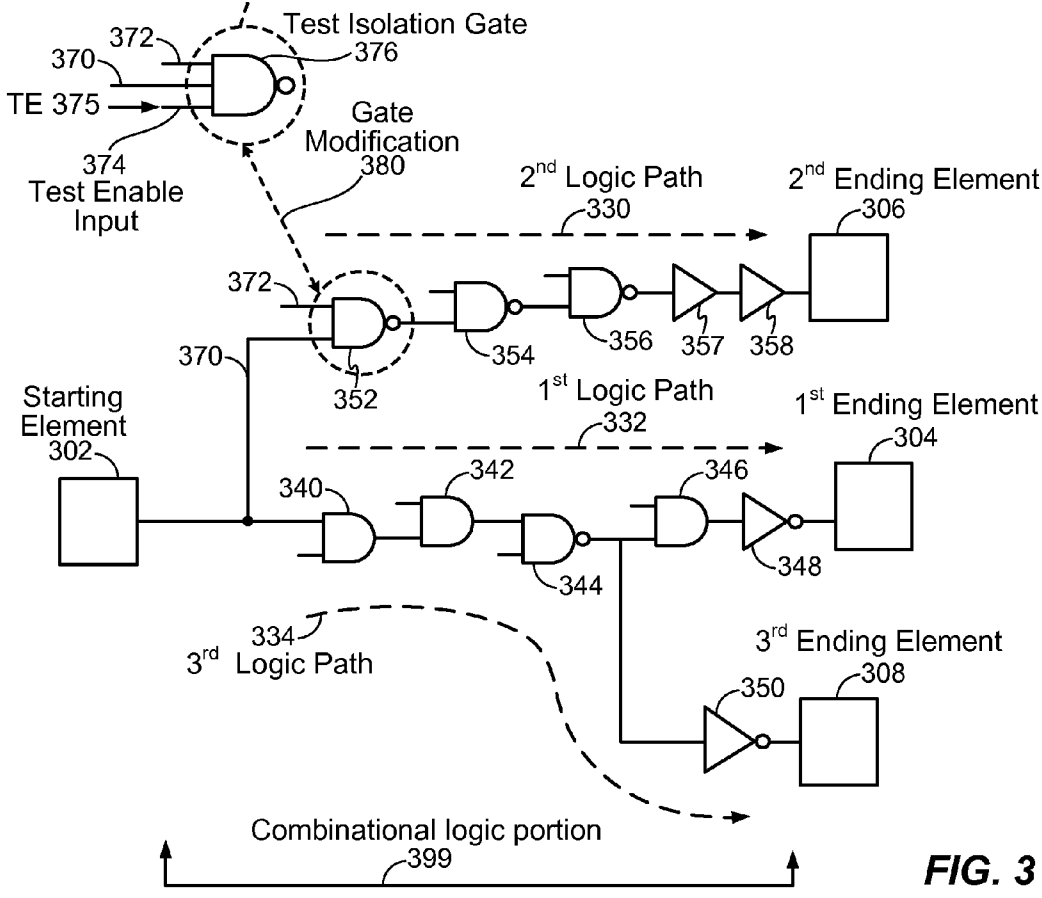 Test Isolation Gate
376
372
370
TE 375
374
Test Enable
Input
Gate
Modification
380
2nd Logic Path
330
2nd Ending Element
306
372
370
352
354
356
357
358
Starting
Element
302
1st Logic Path
332
1st Ending Element
304
340
342
344
346
348
334
3rd Logic Path
3rd Ending Element
308
350
Combinational logic portion
399
FIG. 3